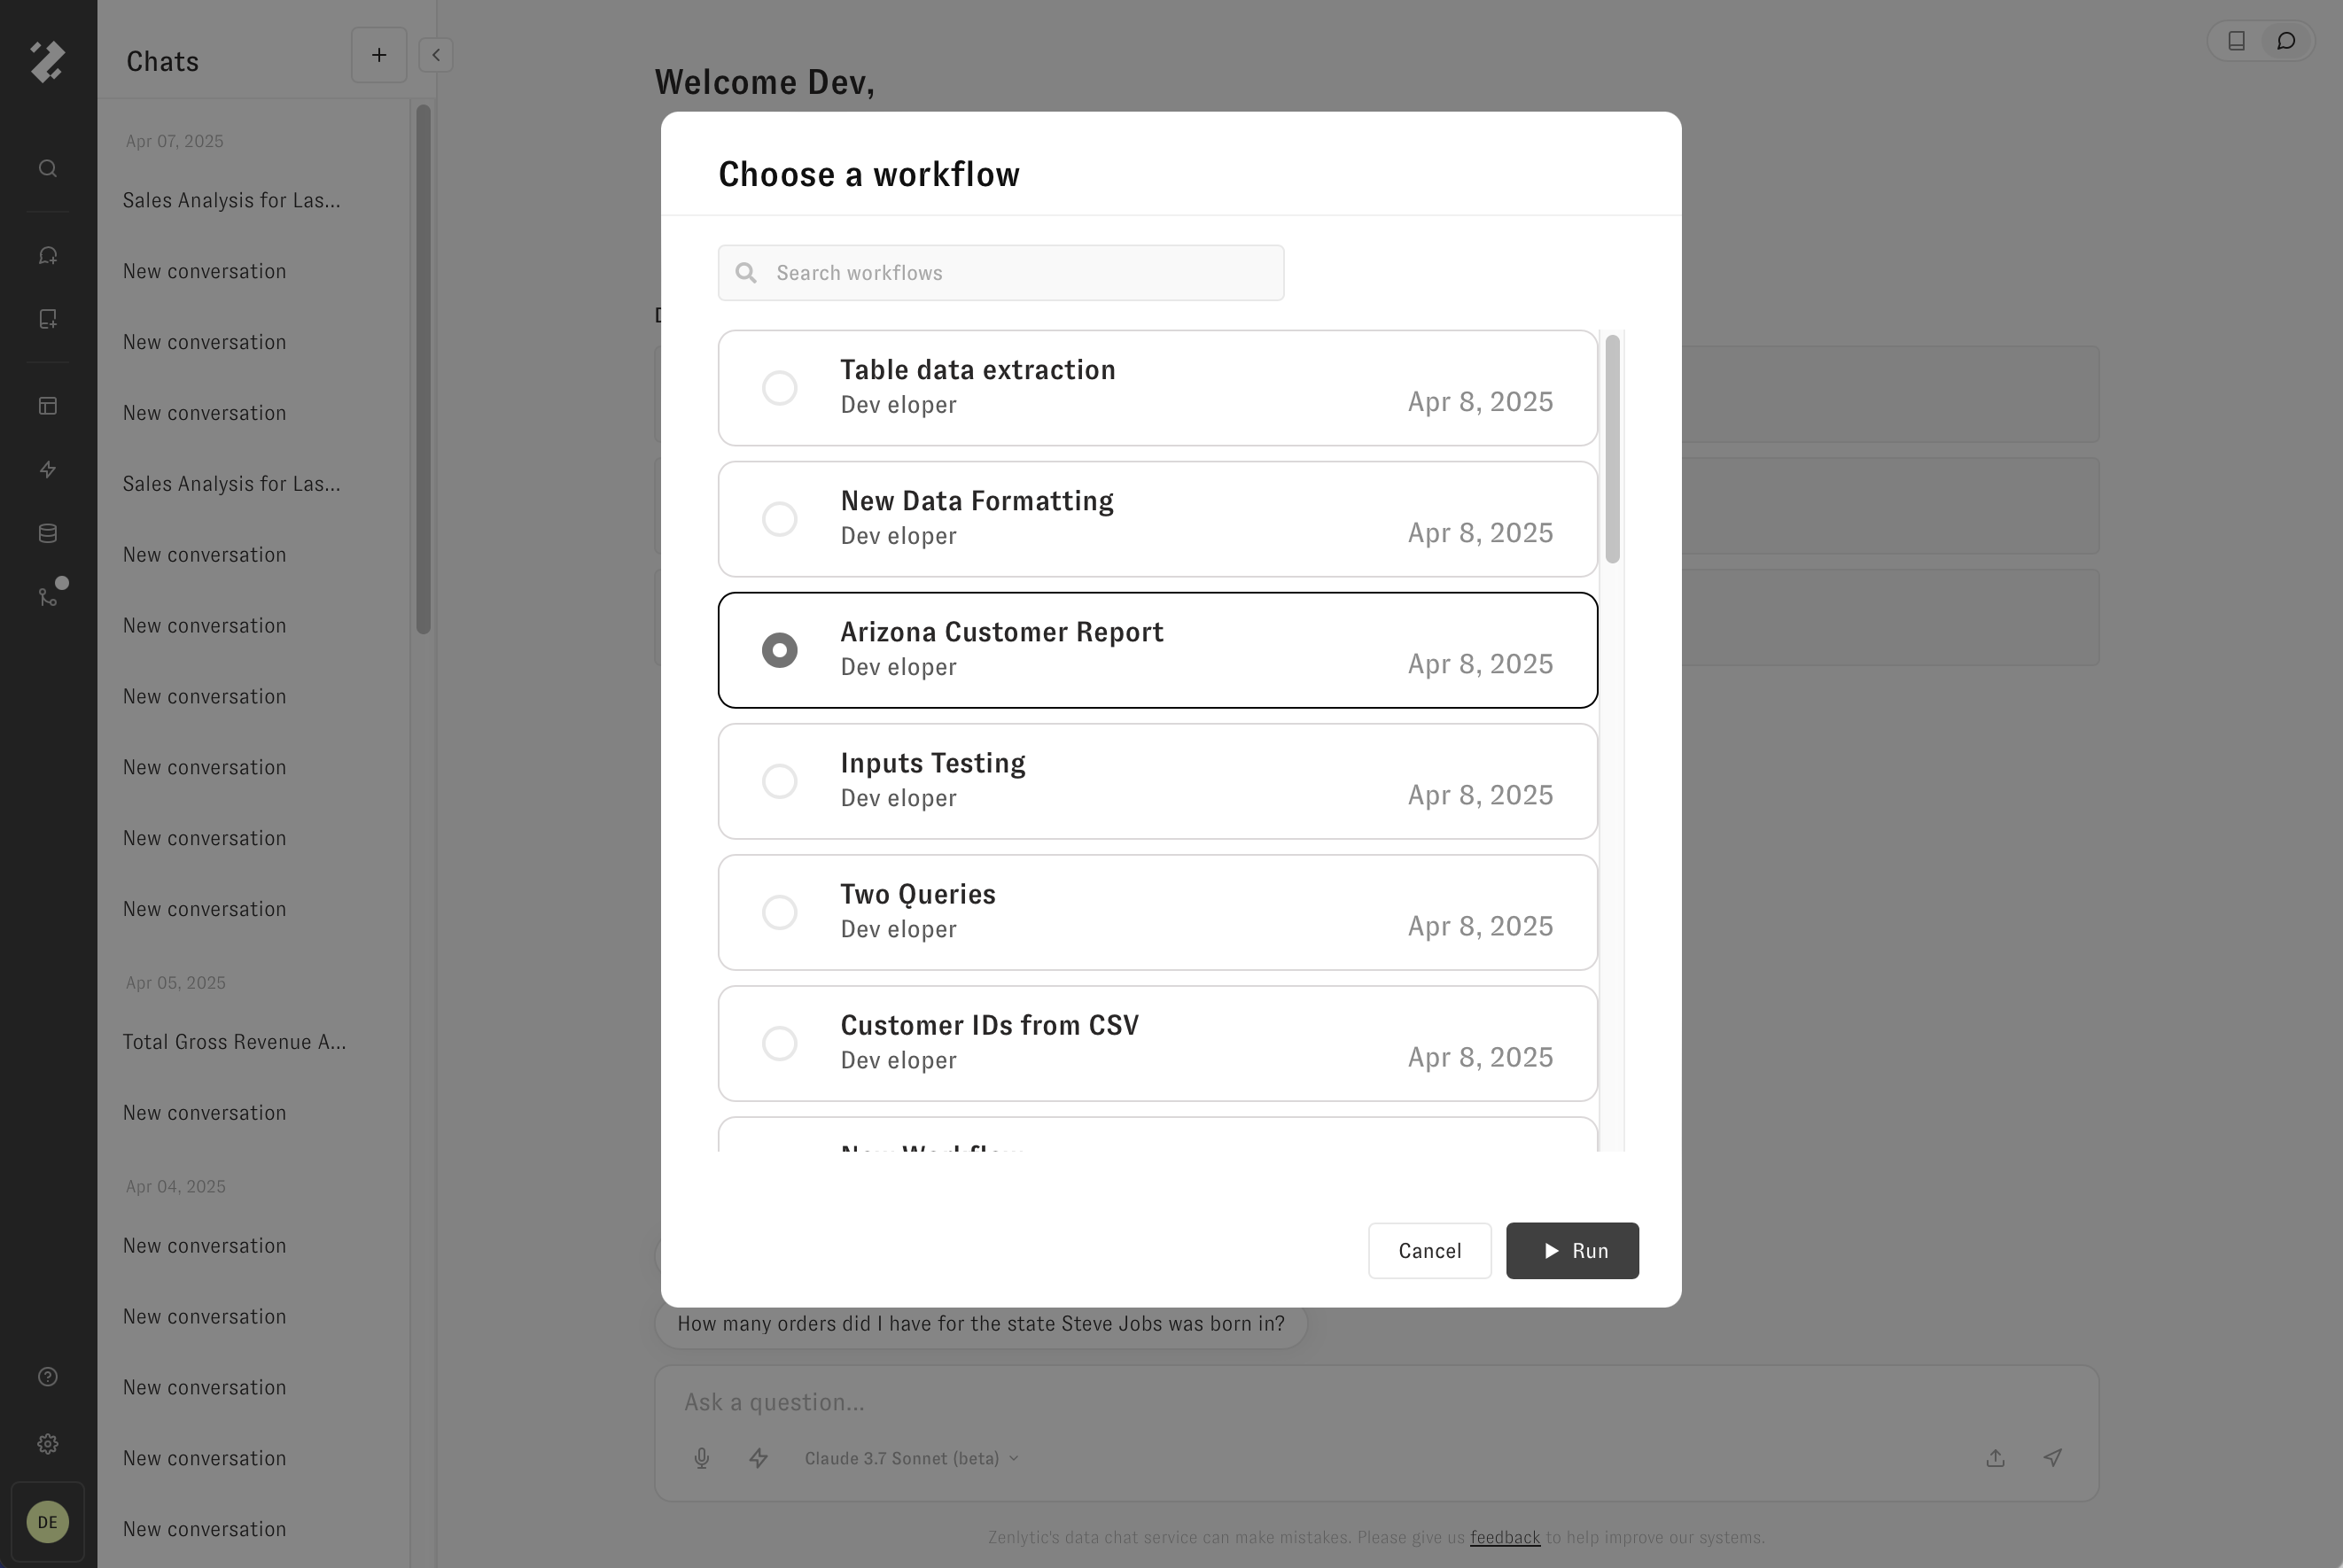 Chats
Apr 07, 2025
Sales Analysis for Las...
New conversation
New conversation
New conversation
Sales Analysis for Las...
New conversation
New conversation
New conversation
New conversation
New conversation
New conversation
Apr 05, 2025
Total Gross Revenue A...
New conversation
Apr 04, 2025
New conversation
New conversation
New conversation
New conversation
New conversation
DE
Welcome Dev,
Choose a workflow
Search workflows
Table data extraction
Dev eloper
Apr 8, 2025
New Data Formatting
Dev eloper
Apr 8, 2025
Arizona Customer Report
Dev eloper
Apr 8, 2025
Inputs Testing
Dev eloper
Apr 8, 2025
Two Queries
Dev eloper
Apr 8, 2025
Customer IDs from CSV
Dev eloper
Apr 8, 2025
New Workflow
Cancel
Run
How many orders did I have for the state Steve Jobs was born in?
Ask a question...
Claude 3.7 Sonnet (beta)
Zenlytic's data chat service can make mistakes. Please give us feedback to help improve our systems.